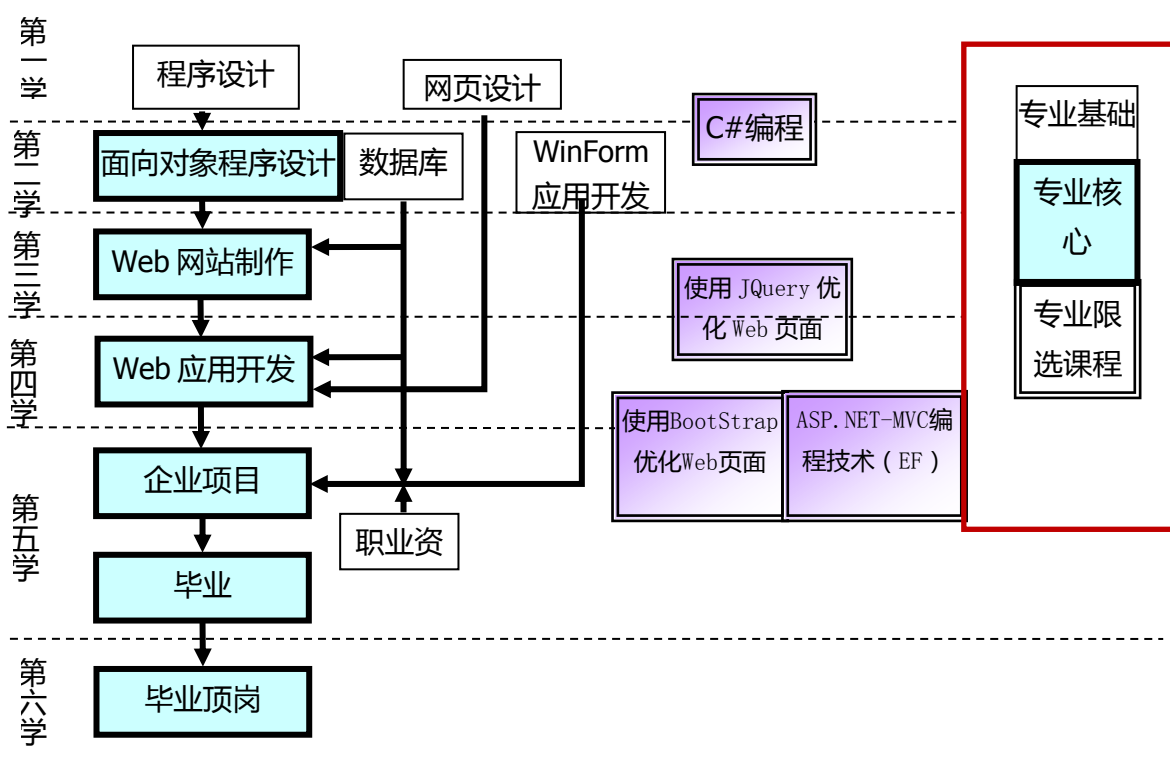 第一学
程序设计
网页设计
C#编程
专业基础
第二学
面向对象程序设计
数据库
WinForm
应用开发
专业核
心
第三学
Web 网站制作
使用 JQuery 优
化 Web 页面
专业限
选课程
第四学
Web 应用开发
使用BootStrap
优化Web页面
ASP.NET-MVC编
程技术（EF）
第五学
企业项目
职业资
毕业
第六学
毕业顶岗